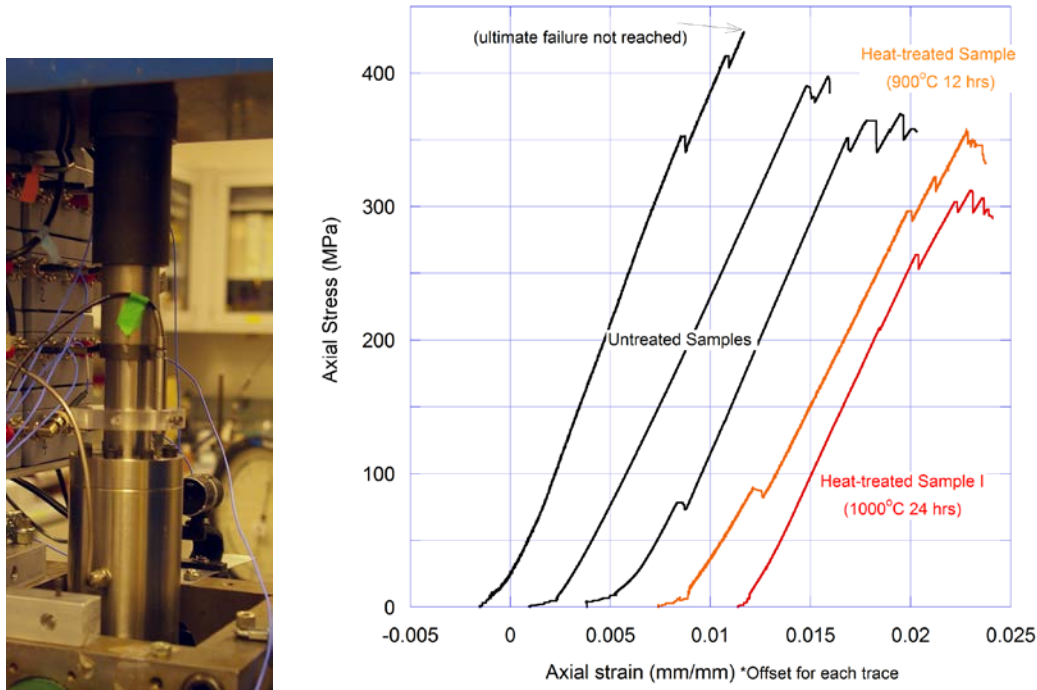 (ultimate failure not reached)
Heat-treated Sample
(900°C 12 hrs)
400
300
Axial Stress (MPa)
Untreated Samples
200
100
Heat-treated Sample I
(1000°C 24 hrs)
0
-0.005 0 0.005 0.01 0.015 0.02 0.025
Axial strain (mm/mm) *Offset for each trace